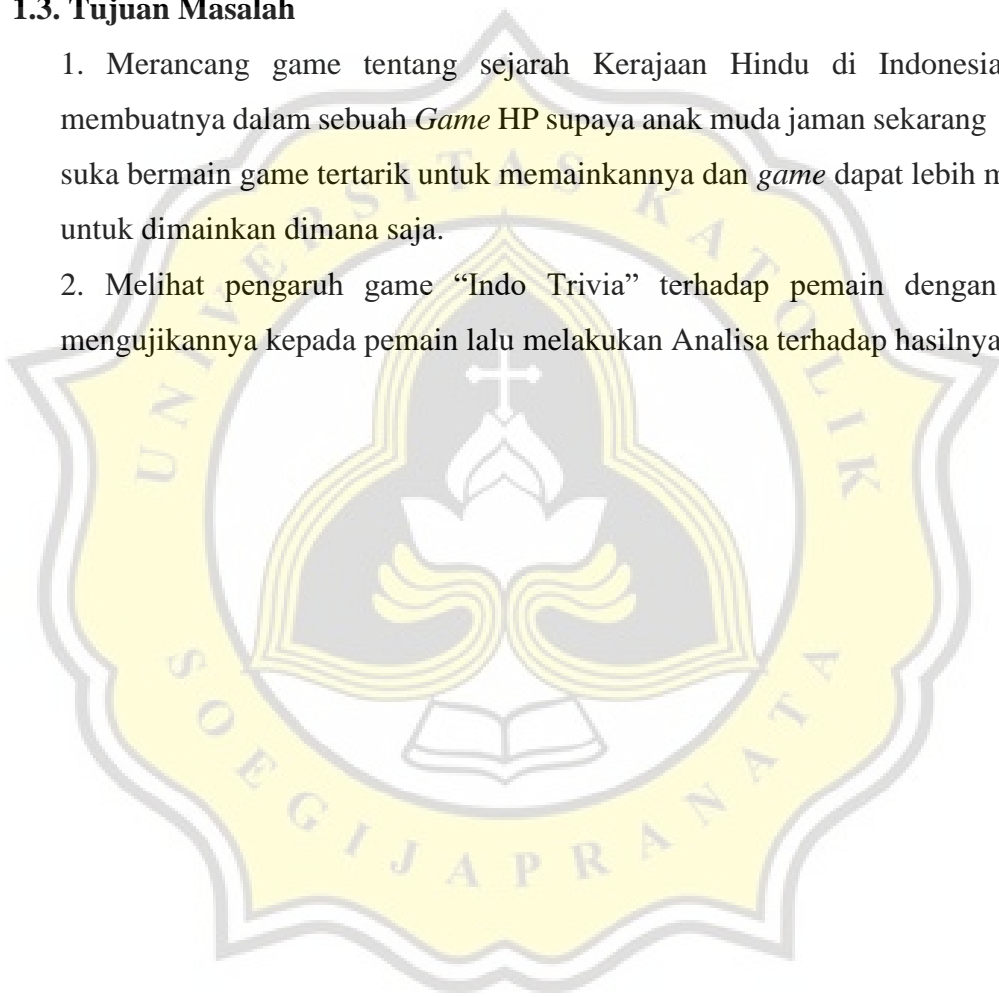 1.3. Tujuan Masalah
1. Merancang game tentang sejarah Kerajaan Hindu di Indonesia
membuatnya dalam sebuah Game HP supaya anak muda jaman sekarang
suka bermain game tertarik untuk memainkannya dan game dapat lebih
untuk dimainkan dimana saja.
2. Melihat pengaruh game “Indo Trivia” terhadap pemain dengan
mengujikannya kepada pemain lalu melakukan Analisa terhadap hasilnya
UNIVERSITAS KATOLIK
SOEGIJAPRANATA